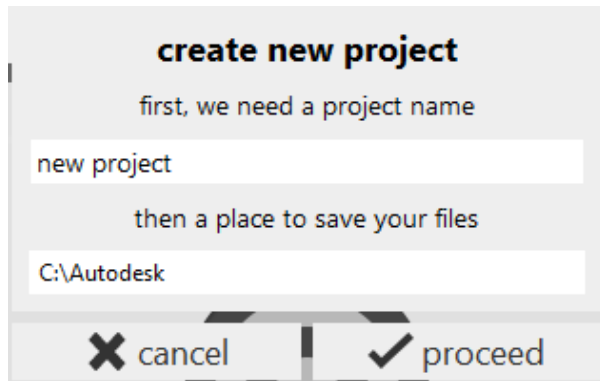 create new project
first, we need a project name
new project
then a place to save your files
C:\Autodesk
cancel
proceed